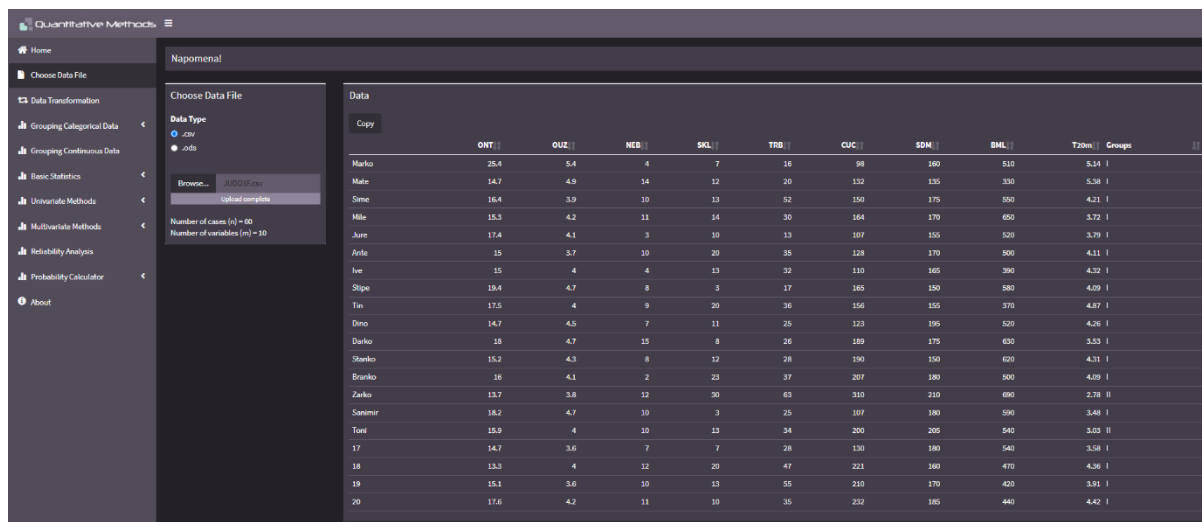 Quantitative Methods
Home
Choose Data File
Data Transformation
Grouping Categorical Data
Grouping Continuous Data
Basic Statistics
Univariate Methods
Multivariate Methods
Reliability Analysis
Probability Calculator
About
Napomena!
Choose Data File
Data Type
.csv
.ods
Browse... JUDO3F.csv
Upload complete
Number of cases (n) = 60
Number of variables (m) = 10
Data
Copy
ONT OUZ NEB SKL TRB CUC SDM BML T20m Groups
Marko 25.4 5.4 4 7 16 98 160 510 5.14 I
Mate 14.7 4.9 14 12 20 132 135 330 5.38 I
Sime 16.4 3.9 10 13 52 150 175 550 4.21 I
Mile 15.3 4.2 11 14 30 164 170 650 3.72 I
Jure 17.4 4.1 3 10 13 107 155 520 3.79 I
Ante 15 3.7 10 20 35 128 170 500 4.11 I
Ive 15 4 4 13 32 110 165 390 4.32 I
Stipe 19.4 4.7 8 3 17 165 150 580 4.09 I
Tin 17.5 4 9 20 36 156 155 370 4.87 I
Dino 14.7 4.5 7 11 25 123 195 520 4.26 I
Darko 18 4.7 15 8 26 189 175 630 3.53 I
Stanko 15.2 4.3 8 12 28 190 150 620 4.31 I
Branko 16 4.1 2 23 37 207 180 500 4.09 I
Zarko 13.7 3.8 12 30 63 310 210 690 2.78 II
Sanimir 18.2 4.7 10 3 25 107 180 590 3.48 I
Toni 15.9 4 10 13 34 200 205 540 3.03 II
17 14.7 3.6 7 7 28 130 180 540 3.58 I
18 13.3 4 12 20 47 221 160 470 4.36 I
19 15.1 3.6 10 13 55 210 170 420 3.91 I
20 17.6 4.2 11 10 35 232 185 440 4.42 I